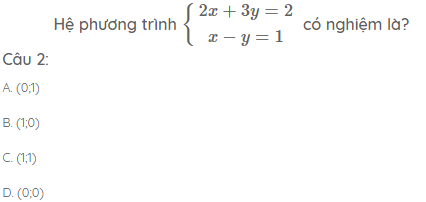 Hệ phương trình { 2x + 3y = 2
x − y = 1 có nghiệm là?
Câu 2:
A. (0;1)
B. (1;0)
C. (1;1)
D. (0;0)